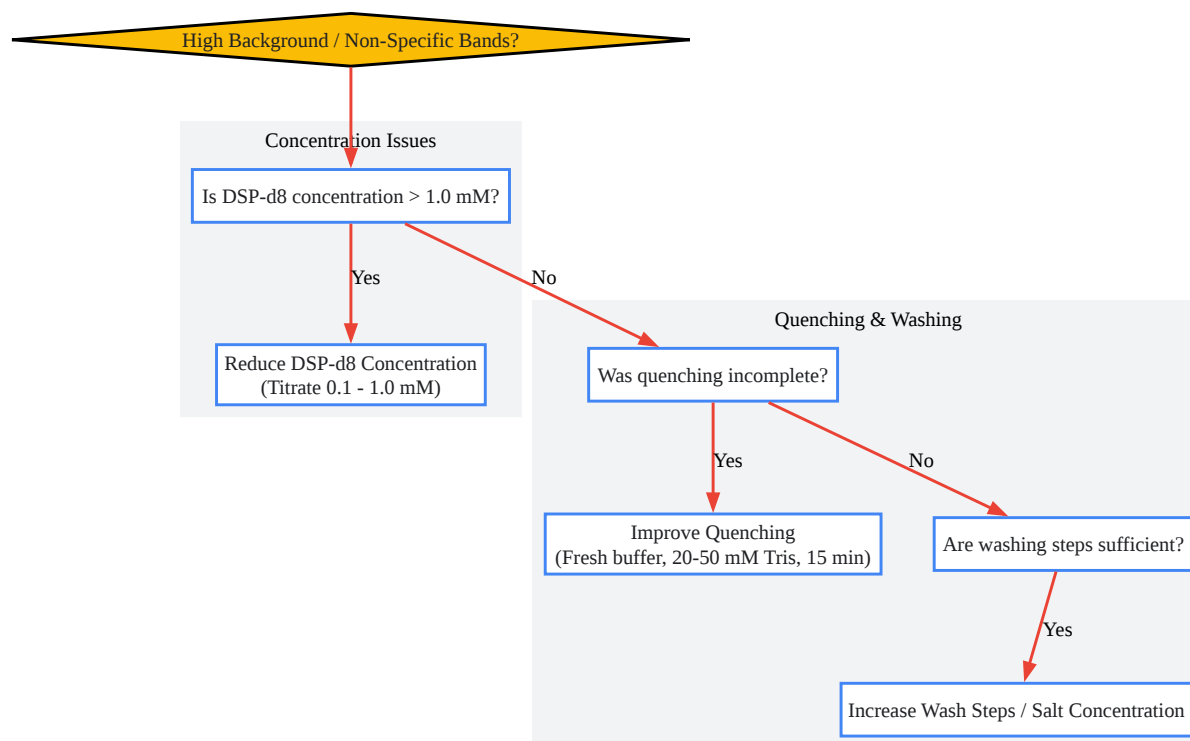 High Background / Non-Specific Bands?
Concentration Issues
Is DSP-d8 concentration > 1.0 mM?
Yes
No
Reduce DSP-d8 Concentration
(Titrate 0.1 - 1.0 mM)
Quenching & Washing
Was quenching incomplete?
Yes
No
Improve Quenching
(Fresh buffer, 20-50 mM Tris, 15 min)
Are washing steps sufficient?
Yes
Increase Wash Steps / Salt Concentration